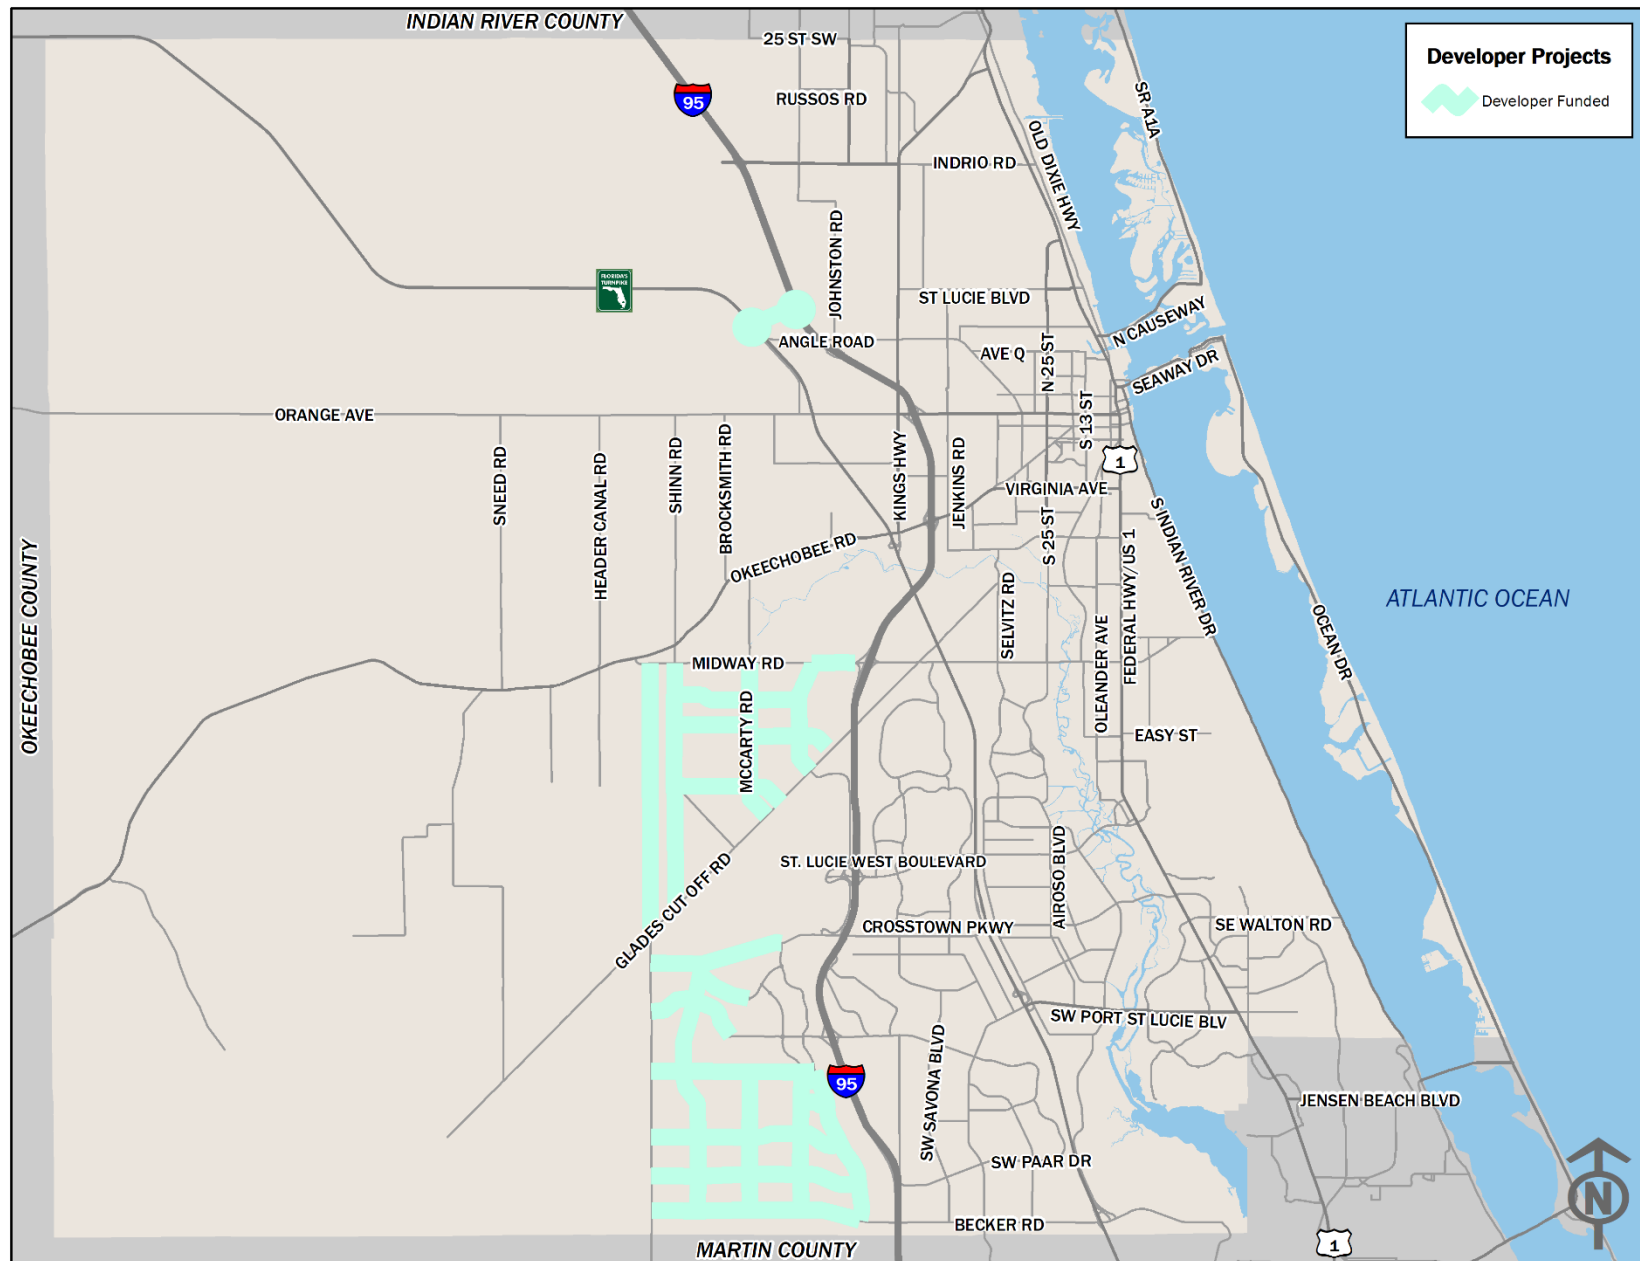 INDIAN RIVER COUNTY
25 ST SW
Developer Projects
Developer Funded
95
RUSSOS RD
SR A1A
OLD DIXIE HWY
INDRIO RD
JOHNSTON RD
FLORIDA'S
TURNPIKE
ST LUCIE BLVD
N CAUSEWAY
ANGLE ROAD
AVE Q
N 25 ST
SEAWAY DR
ORANGE AVE
S 13 ST
SNEED RD
HEADER CANAL RD
SHINN RD
BROCKSMITH RD
KINGS HWY
JENKINS RD
1
VIRGINIA AVE
S 25 ST
S INDIAN RIVER DR
OKEECHOBEE RD
FEDERAL HWY/US 1
OKEECHOBEE COUNTY
SELVITZ RD
ATLANTIC OCEAN
OCEAN DR
OLEANDER AVE
MIDWAY RD
MCCARTY RD
EASY ST
GLADES CUT OFF RD
ST. LUCIE WEST BOULEVARD
AIROSO BLVD
CROSSTOWN PKWY
SE WALTON RD
SW PORT ST LUCIE BLV
SW SAVONA BLVD
95
JENSEN BEACH BLVD
SW PAAR DR
BECKER RD
N
MARTIN COUNTY
1